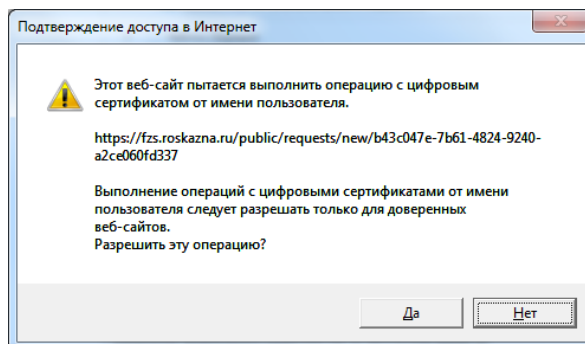 Подтверждение доступа в Интернет
Этот веб-сайт пытается выполнить операцию с цифровым
сертификатом от имени пользователя.
https://fzs.roskazna.ru/public/requests/new/b43c047e-7b61-4824-9240-
a2ce060fd337
Выполнение операций с цифровыми сертификатами от имени
пользователя следует разрешать только для доверенных
веб-сайтов.
Разрешить эту операцию?
Да
Нет